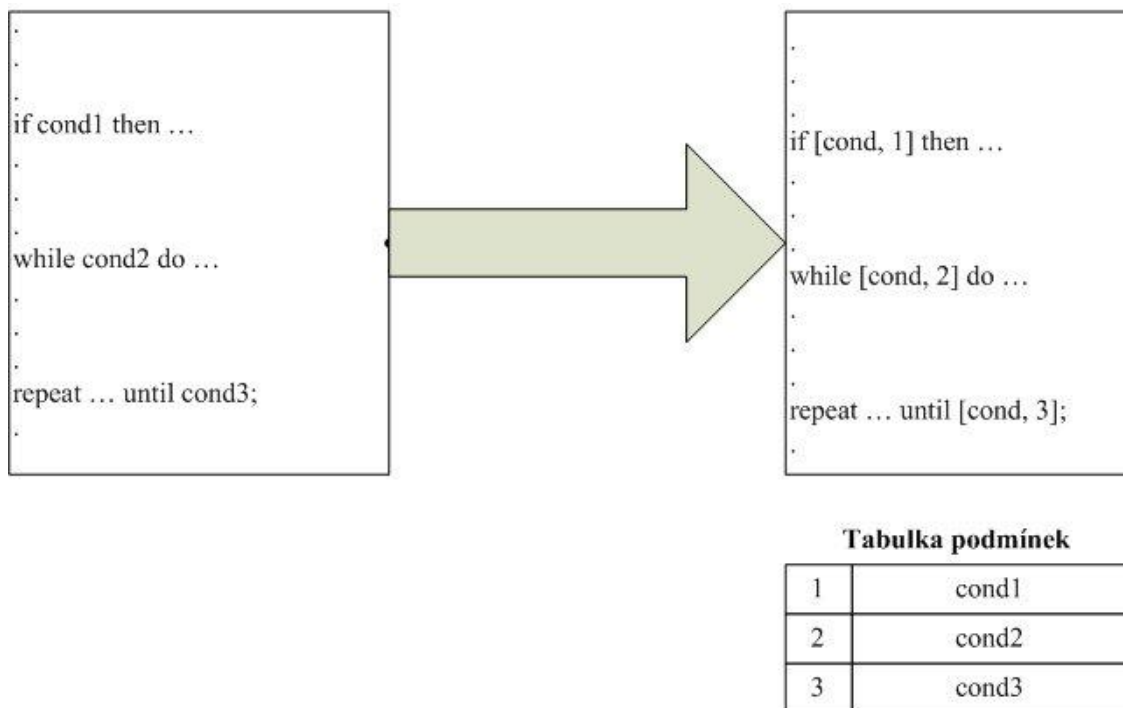 .
.
.
if cond1 then …
.
.
.
while cond2 do …
.
.
.
repeat … until cond3;
.
.
.
.
if [cond, 1] then …
.
.
.
while [cond, 2] do …
.
.
.
repeat … until [cond, 3];
.
Tabulka podmínek
1 cond1
2 cond2
3 cond3